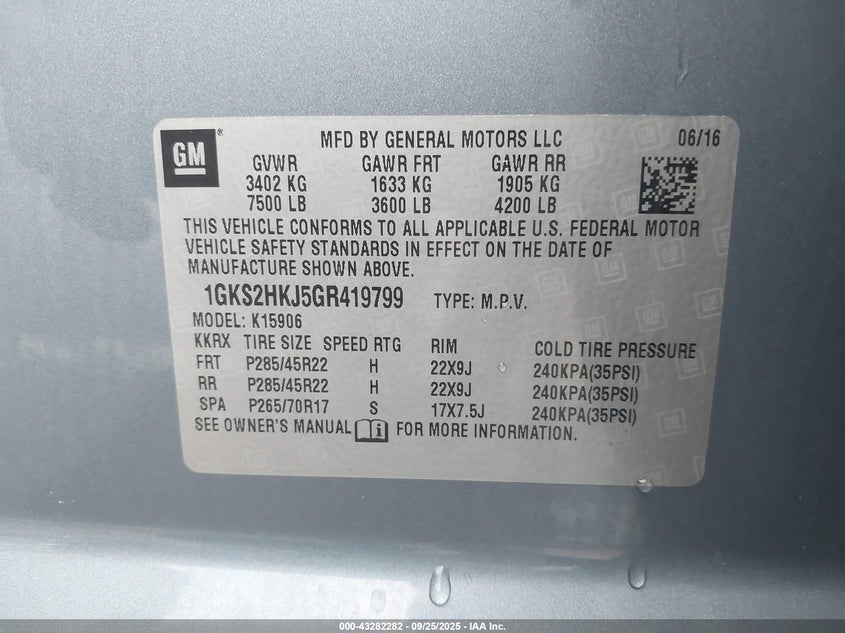 GM
MFD BY GENERAL MOTORS LLC 06/16
GVWR GAWR FRT GAWR RR
3402 KG 1633 KG 1905 KG
7500 LB 3600 LB 4200 LB
THIS VEHICLE CONFORMS TO ALL APPLICABLE U.S. FEDERAL MOTOR
VEHICLE SAFETY STANDARDS IN EFFECT ON THE DATE OF
MANUFACTURE SHOWN ABOVE.
1GKS2HKJ5GR419799 TYPE: M.P.V.
MODEL: K15906
KKRX TIRE SIZE SPEED RTG RIM COLD TIRE PRESSURE
FRT P285/45R22 H 22X9J 240KPA(35PSI)
RR P285/45R22 H 22X9J 240KPA(35PSI)
SPA P265/70R17 S 17X7.5J 240KPA(35PSI)
SEE OWNER'S MANUAL i FOR MORE INFORMATION.
000-43282282 - 09/25/2025 - IAA Inc.